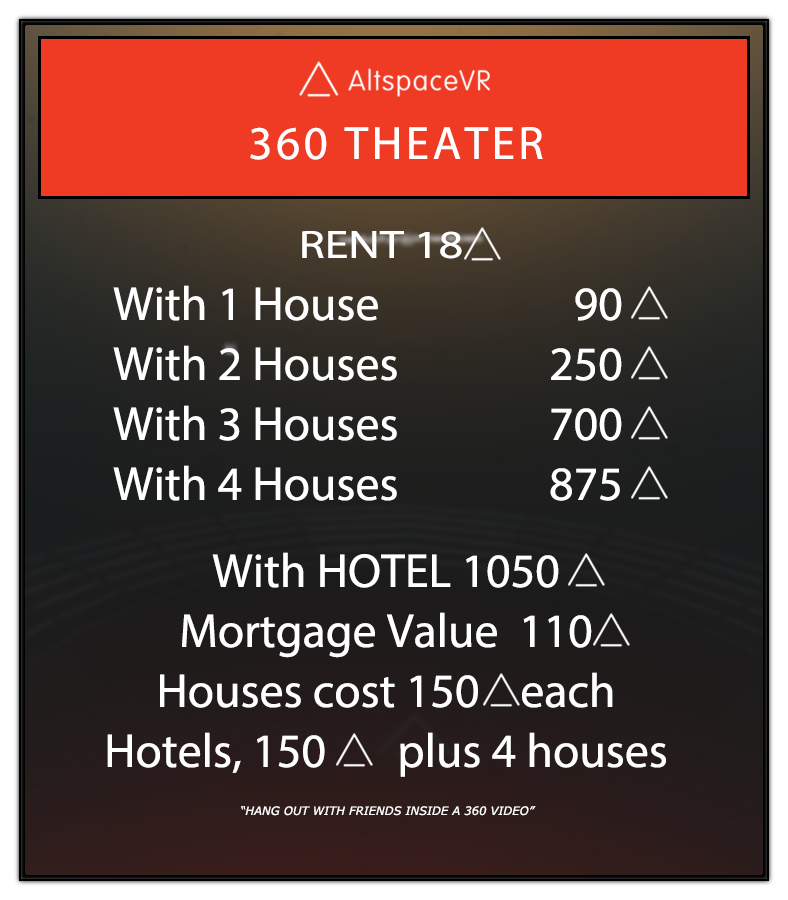 AltspaceVR
360 THEATER
RENT 18△
With 1 House 90 △
With 2 Houses 250 △
With 3 Houses 700 △
With 4 Houses 875 △
With HOTEL 1050 △
Mortgage Value 110△
Houses cost 150△each
Hotels, 150 △ plus 4 houses
“HANG OUT WITH FRIENDS INSIDE A 360 VIDEO”